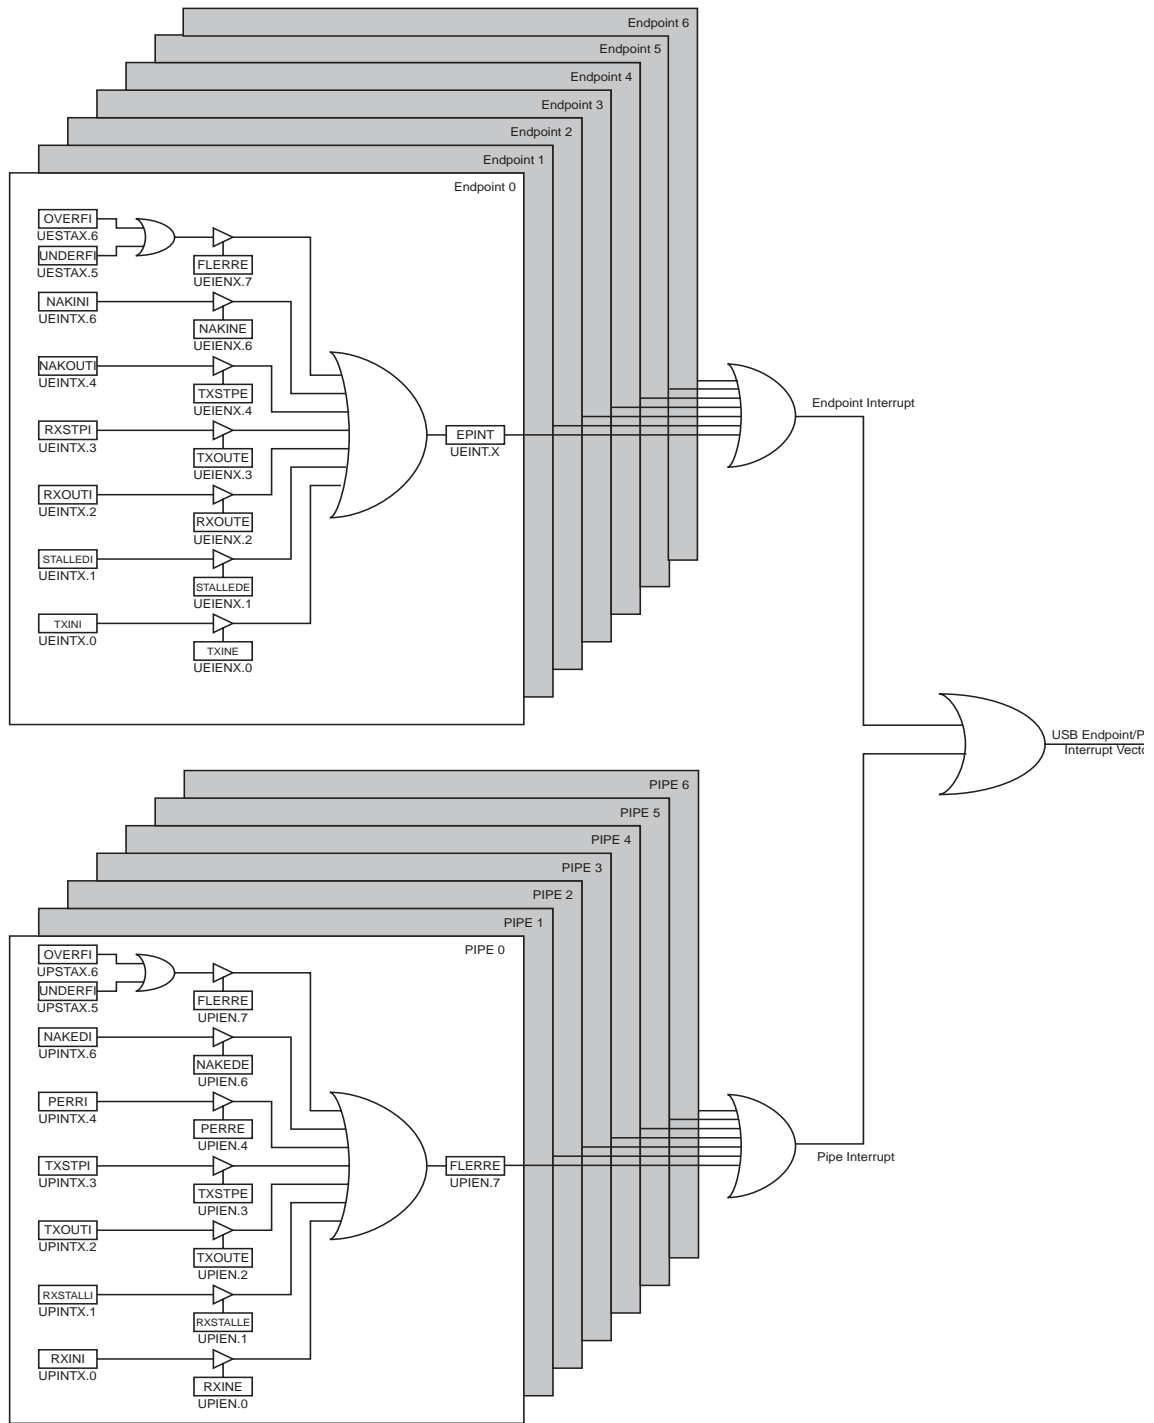 Endpoint 6
Endpoint 5
Endpoint 4
Endpoint 3
Endpoint 2
Endpoint 1
Endpoint 0
OVERFI
UESTAX.6
UNDERFI
UESTAX.5
FLERRE
UEIENX.7
NAKINI
UEINTX.6
NAKINE
UEIENX.6
NAKOUTI
UEINTX.4
TXSTPE
UEIENX.4
RXSTPI
UEINTX.3
TXOUTE
UEIENX.3
RXOUTI
UEINTX.2
RXOUTE
UEIENX.2
STALLEDI
UEINTX.1
STALLEDE
UEIENX.1
TXINI
UEINTX.0
TXINE
UEIENX.0
EPINT
UEINT.X
Endpoint Interrupt
USB Endpoint/P
Interrupt Vect
PIPE 6
PIPE 5
PIPE 4
PIPE 3
PIPE 2
PIPE 1
PIPE 0
OVERFI
UPSTAX.6
UNDERFI
UPSTAX.5
FLERRE
UPIEN.7
NAKEDI
UPINTX.6
NAKEDE
UPIEN.6
PERRI
UPINTX.4
PERRE
UPIEN.4
TXSTPI
UPINTX.3
TXSTPE
UPIEN.3
TXOUTI
UPINTX.2
TXOUTE
UPIEN.2
RXSTALLI
UPINTX.1
RXSTALLE
UPIEN.1
RXINI
UPINTX.0
RXINE
UPIEN.0
FLERRE
UPIEN.7
Pipe Interrupt